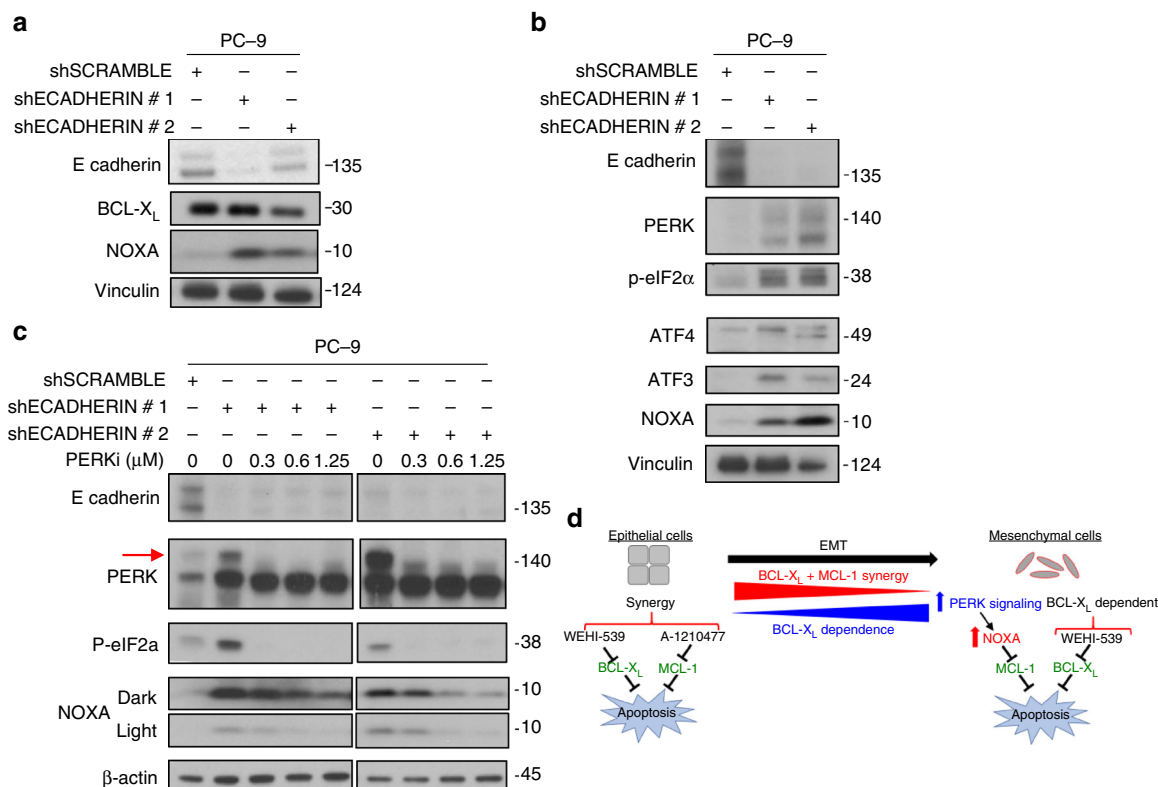 a
PC–9
shSCRAMBLE + – –
shECADHERIN # 1 – + –
shECADHERIN # 2 – – +
E cadherin –135
BCL-XL -30
NOXA -10
Vinculin -124
b
PC–9
shSCRAMBLE + – –
shECADHERIN # 1 – + –
shECADHERIN # 2 – – +
E cadherin -135
PERK -140
p-eIF2α -38
ATF4 -49
ATF3 -24
NOXA -10
Vinculin -124
c
PC–9
shSCRAMBLE + – – – – – – – –
shECADHERIN # 1 – + + + + – – – –
shECADHERIN # 2 – – – – – + + + +
PERKi (μM) 0 0 0.3 0.6 1.25 0 0.3 0.6 1.25
E cadherin -135
PERK -140
P-eIF2a -38
NOXA
Dark -10
Light -10
β-actin -45
d
Epithelial cells
EMT
Mesenchymal cells
BCL-XL + MCL-1 synergy
BCL-XL dependence
Synergy
WEHI-539 A-1210477
BCL-XL MCL-1
Apoptosis
PERK signaling
BCL-XL dependent
NOXA
WEHI-539
MCL-1 BCL-XL
Apoptosis